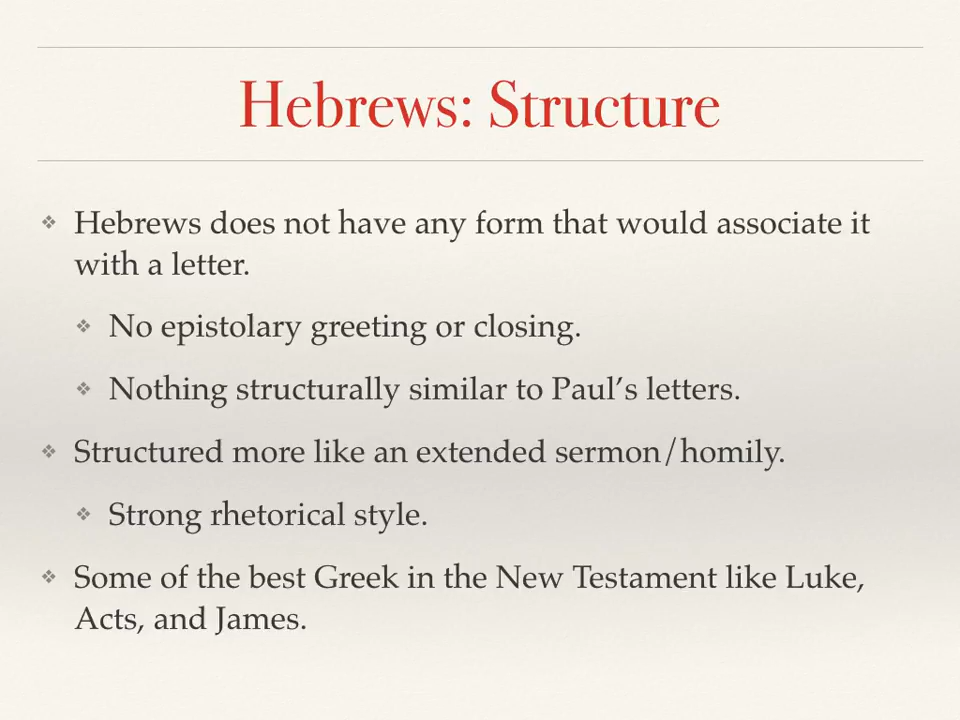 Hebrews: Structure
❖ Hebrews does not have any form that would associate it
with a letter.
❖ No epistolary greeting or closing.
❖ Nothing structurally similar to Paul’s letters.
❖ Structured more like an extended sermon/homily.
❖ Strong rhetorical style.
❖ Some of the best Greek in the New Testament like Luke,
Acts, and James.